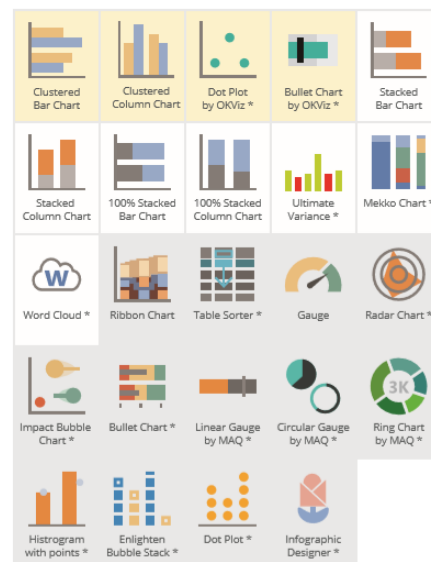 Clustered
Bar Chart
Clustered
Column Chart
Dot Plot
by OKViz *
Bullet Chart
by OKViz *
Stacked
Bar Chart
Stacked
Column Chart
100% Stacked
Bar Chart
100% Stacked
Column Chart
Ultimate
Variance *
Mekko Chart *
W
Word Cloud *
Ribbon Chart
Table Sorter *
Gauge
Radar Chart *
Impact Bubble
Chart *
Bullet Chart *
Linear Gauge
by MAQ *
Circular Gauge
by MAQ *
3K
Ring Chart
by MAQ *
Histrogram
with points *
Enlighten
Bubble Stack *
Dot Plot *
Infographic
Designer *